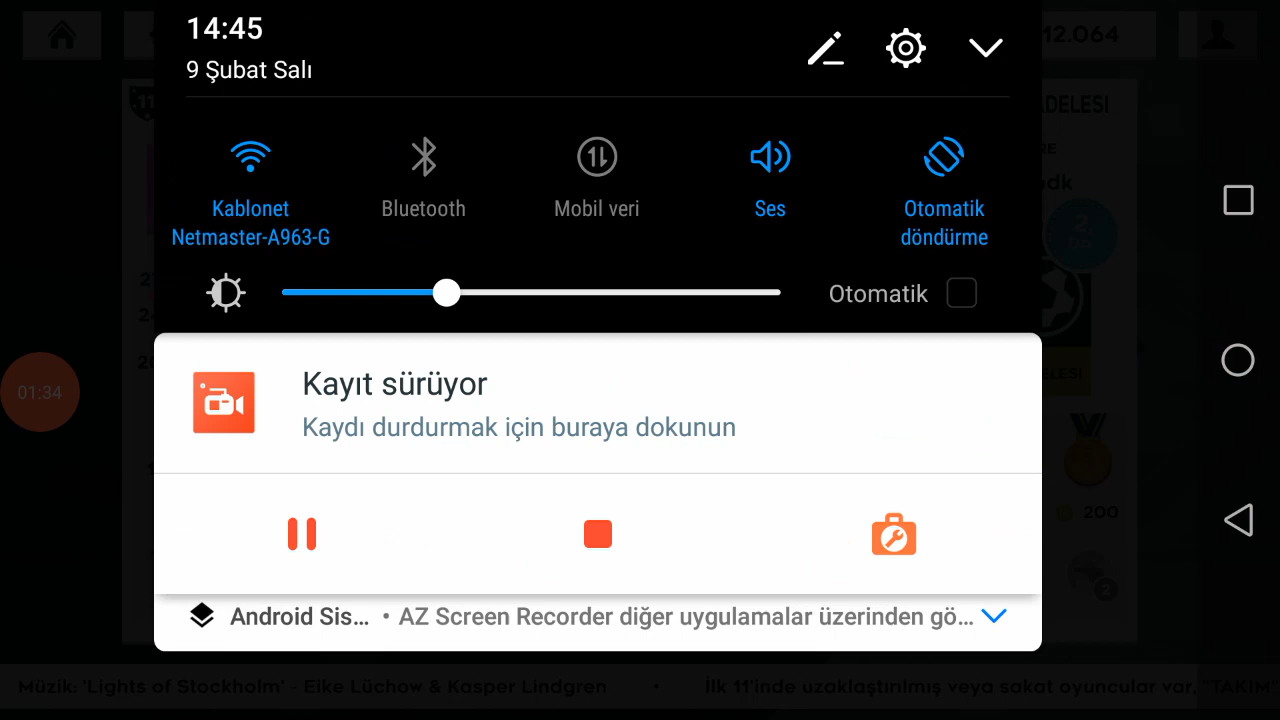 14:45
9 Şubat Salı
12.064
Kablonet
Netmaster-A963-G
Bluetooth
Mobil veri
Ses
Otomatik
döndürme
Otomatik
Kayıt sürüyor
Kaydı durdurmak için buraya dokunun
01:34
Android Sis... • AZ Screen Recorder diğer uygulamalar üzerinden gö...
200
2
Müzik: 'Lights of Stockholm' - Eike Lüchow & Kasper Lindgren • İlk 11'inde uzaklaştırılmış veya sakat oyuncular var. "TAKIM"